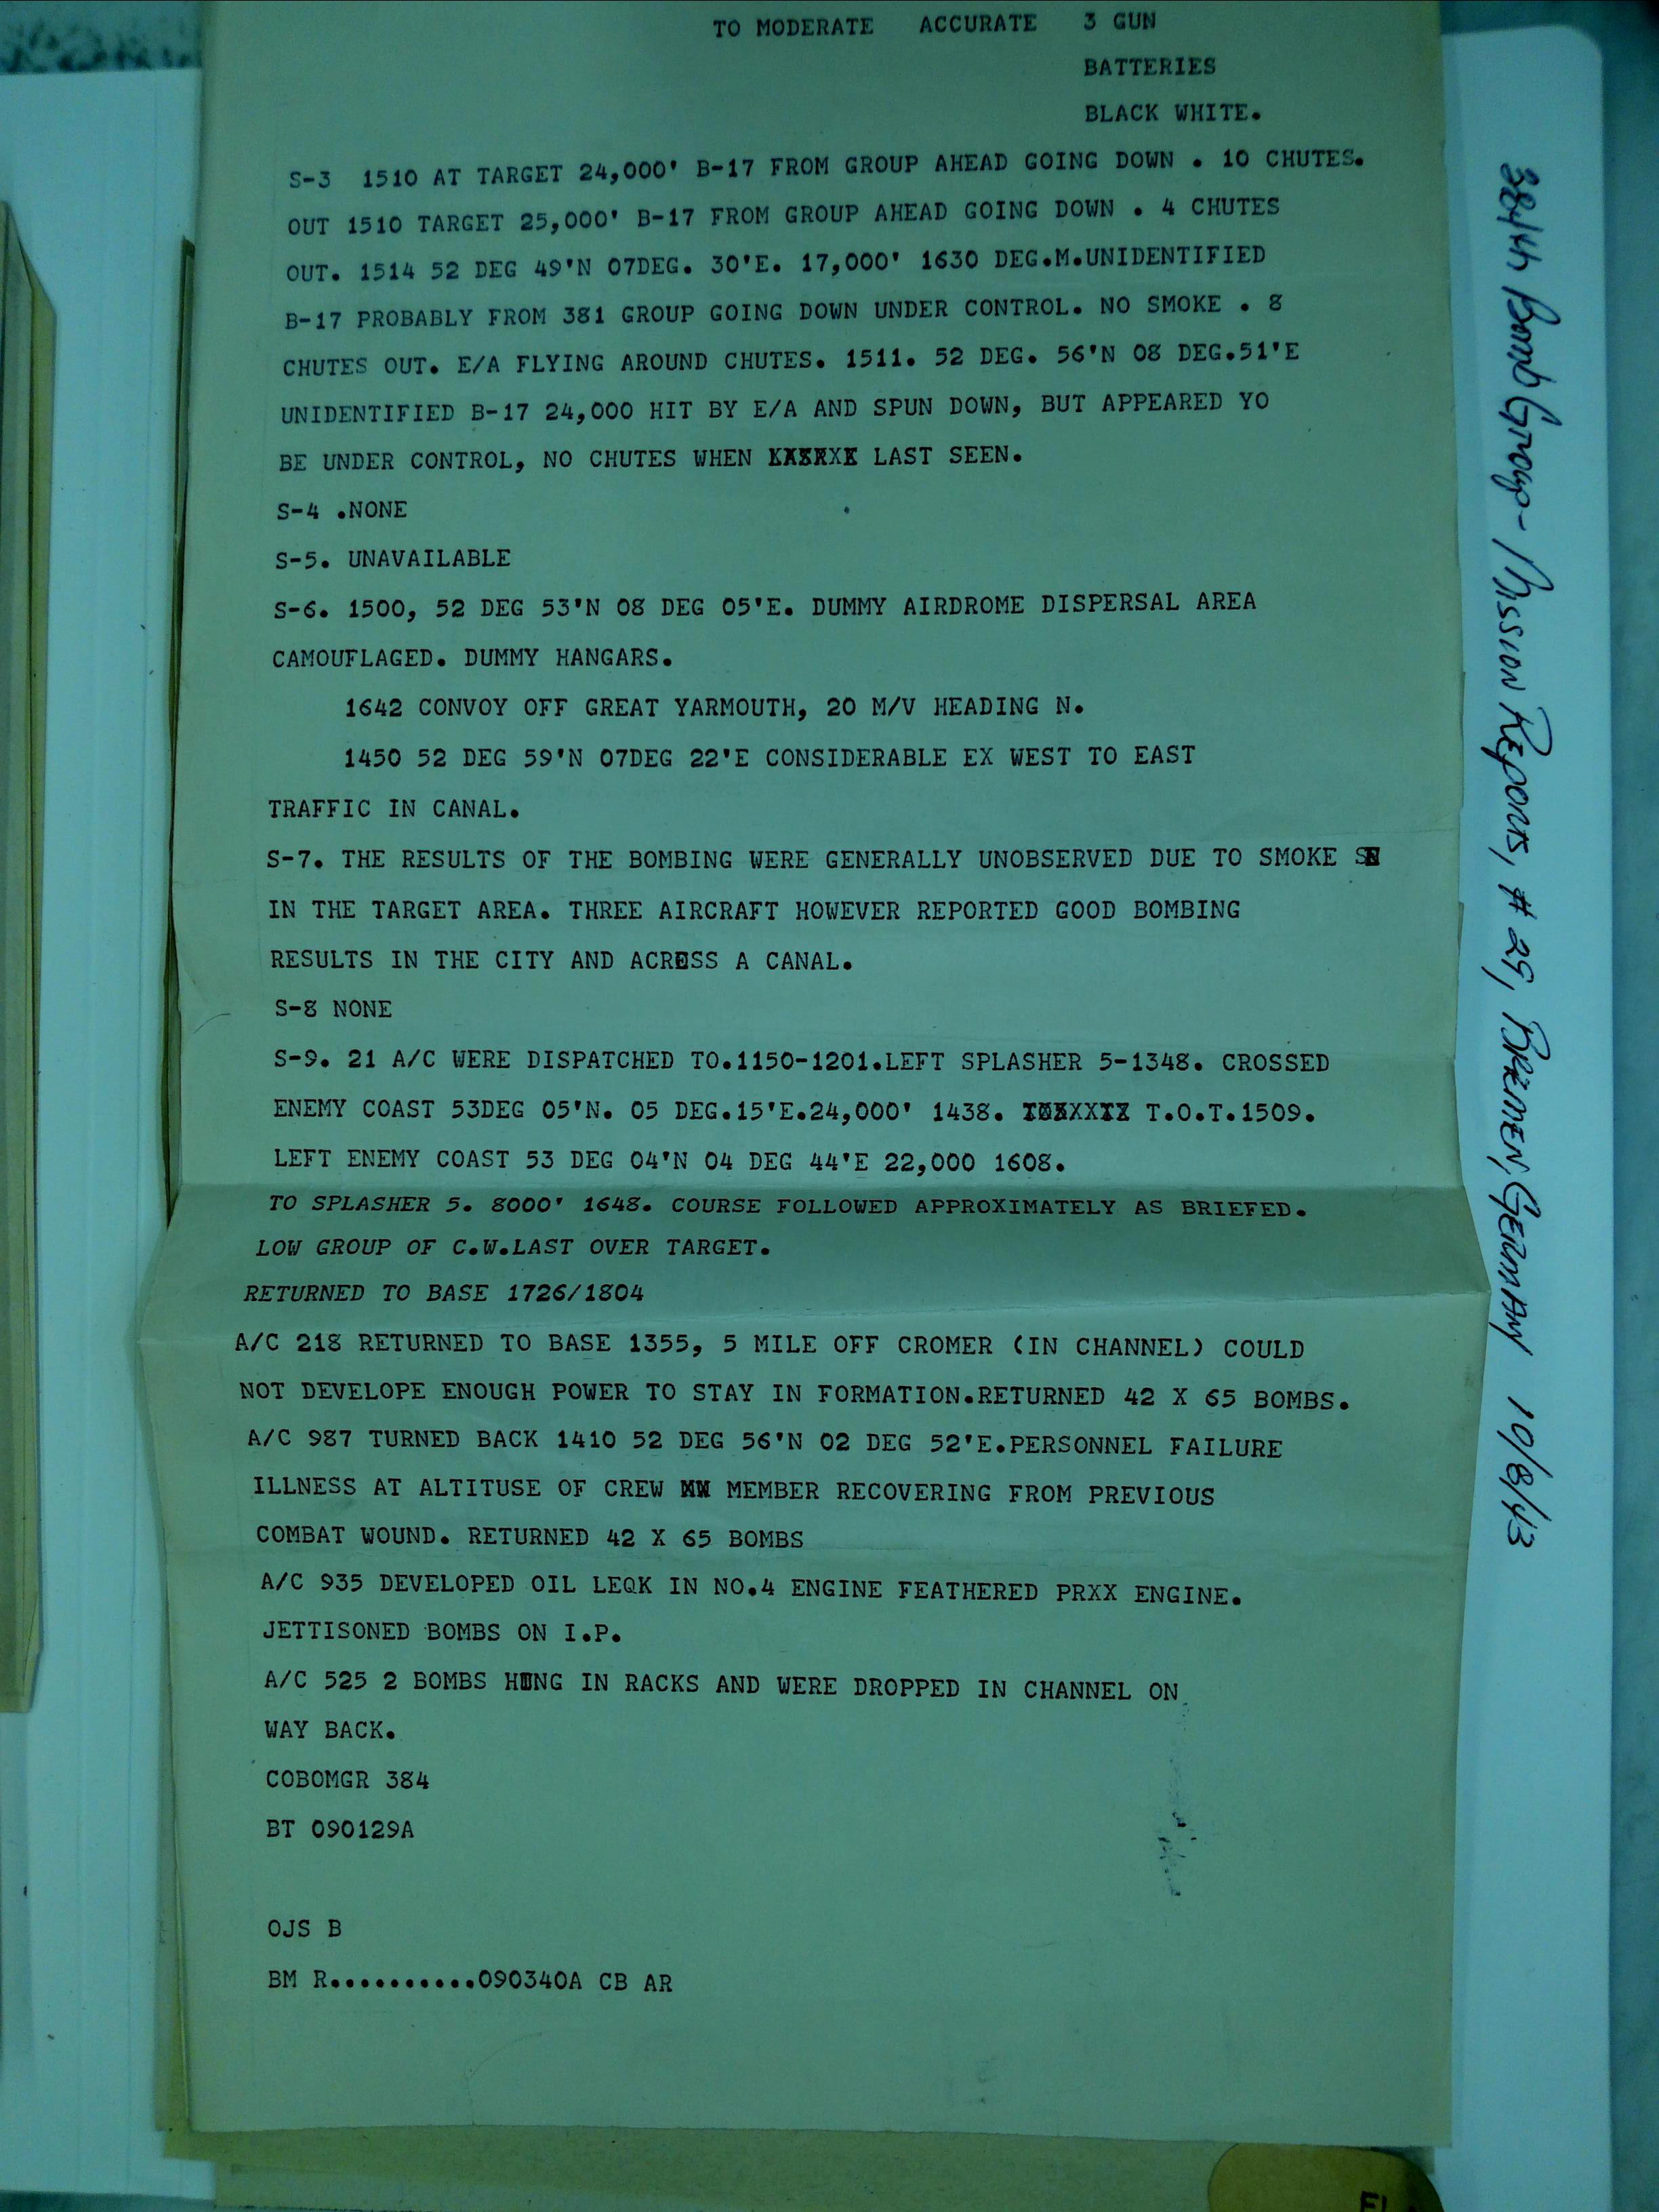 TO MODERATE ACCURATE 3 GUN
BATTERIES
BLACK WHITE.
S-3 1510 AT TARGET 24,000' B-17 FROM GROUP AHEAD GOING DOWN . 10 CHUTES.
OUT 1510 TARGET 25,000' B-17 FROM GROUP AHEAD GOING DOWN . 4 CHUTES
OUT. 1514 52 DEG 49'N 07DEG. 30'E. 17,000' 1630 DEG.M.UNIDENTIFIED
B-17 PROBABLY FROM 381 GROUP GOING DOWN UNDER CONTROL. NO SMOKE . 8
CHUTES OUT. E/A FLYING AROUND CHUTES. 1511. 52 DEG. 56'N 08 DEG.51'E
UNIDENTIFIED B-17 24,000 HIT BY E/A AND SPUN DOWN, BUT APPEARED YO
BE UNDER CONTROL, NO CHUTES WHEN LAST SEEN.
S-4 .NONE
S-5. UNAVAILABLE
S-6. 1500, 52 DEG 53'N 08 DEG 05'E. DUMMY AIRDROME DISPERSAL AREA
CAMOUFLAGED. DUMMY HANGARS.
1642 CONVOY OFF GREAT YARMOUTH, 20 M/V HEADING N.
1450 52 DEG 59'N 07DEG 22'E CONSIDERABLE EX WEST TO EAST
TRAFFIC IN CANAL.
S-7. THE RESULTS OF THE BOMBING WERE GENERALLY UNOBSERVED DUE TO SMOKE
IN THE TARGET AREA. THREE AIRCRAFT HOWEVER REPORTED GOOD BOMBING
RESULTS IN THE CITY AND ACROSS A CANAL.
S-8 NONE
S-9. 21 A/C WERE DISPATCHED TO.1150-1201.LEFT SPLASHER 5-1348. CROSSED
ENEMY COAST 53DEG 05'N. 05 DEG.15'E.24,000' 1438. T.O.T.1509.
LEFT ENEMY COAST 53 DEG 04'N 04 DEG 44'E 22,000 1608.
TO SPLASHER 5. 8000' 1648. COURSE FOLLOWED APPROXIMATELY AS BRIEFED.
LOW GROUP OF C.W.LAST OVER TARGET.
RETURNED TO BASE 1726/1804
A/C 218 RETURNED TO BASE 1355, 5 MILE OFF CROMER (IN CHANNEL) COULD
NOT DEVELOPE ENOUGH POWER TO STAY IN FORMATION.RETURNED 42 X 65 BOMBS.
A/C 987 TURNED BACK 1410 52 DEG 56'N 02 DEG 52'E.PERSONNEL FAILURE
ILLNESS AT ALTITUSE OF CREW MEMBER RECOVERING FROM PREVIOUS
COMBAT WOUND. RETURNED 42 X 65 BOMBS
A/C 935 DEVELOPED OIL LEQK IN NO.4 ENGINE FEATHERED PRXX ENGINE.
JETTISONED BOMBS ON I.P.
A/C 525 2 BOMBS HUNG IN RACKS AND WERE DROPPED IN CHANNEL ON
WAY BACK.
COBOMGR 384
BT 090129A
OJS B
BM R..........090340A CB AR
384th Bomb Group - Mission Reports, # 29, BREMEN, GERMANY 10/8/43